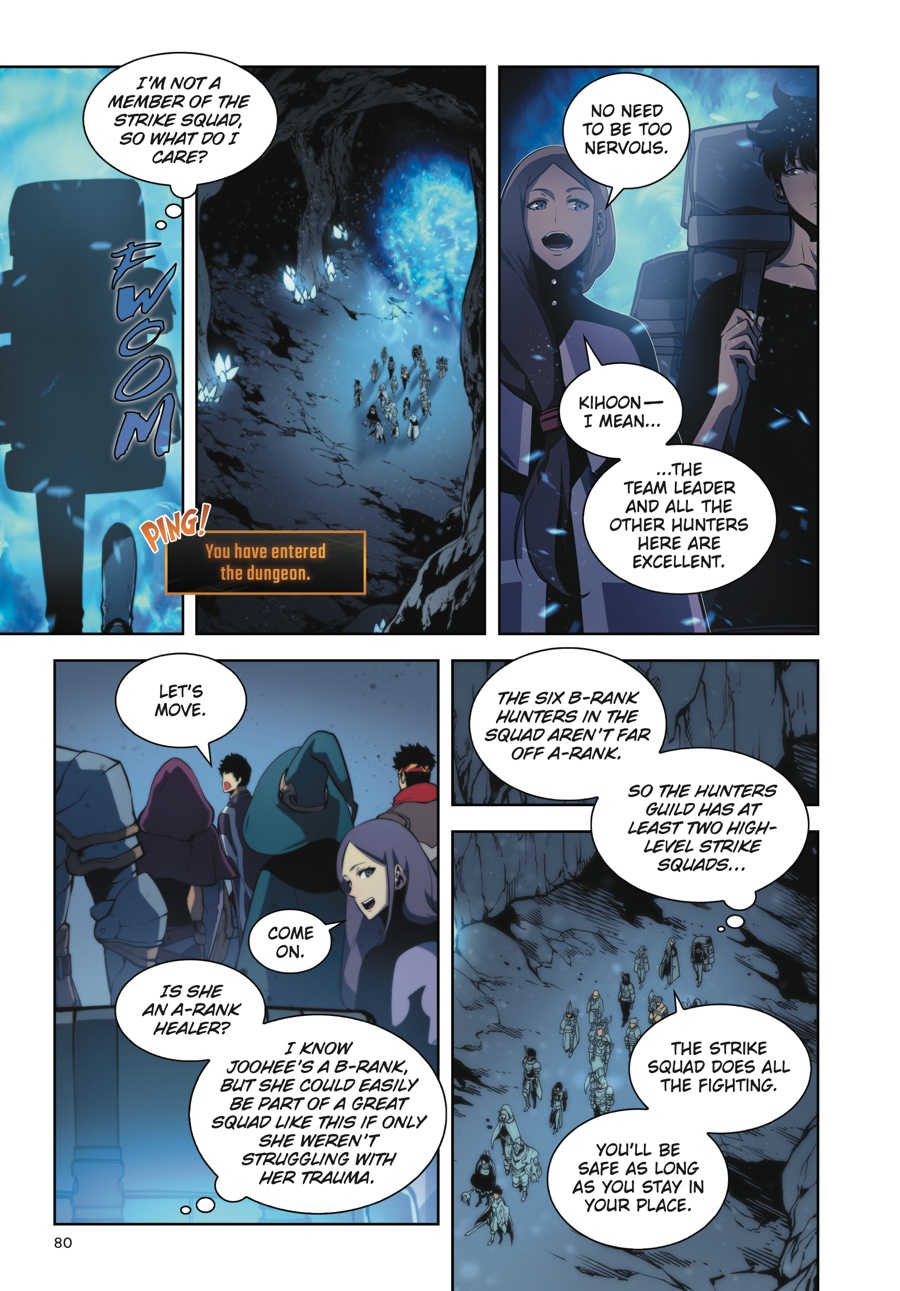 I'M NOT A
MEMBER OF THE
STRIKE SQUAD,
SO WHAT DO I
CARE?
FWOOM
PING!
You have entered
the dungeon.
NO NEED
TO BE TOO
NERVOUS.
KIHOON—
I MEAN...
...THE
TEAM LEADER
AND ALL THE
OTHER HUNTERS
HERE ARE
EXCELLENT.
LET'S
MOVE.
COME
ON.
IS SHE
AN A-RANK
HEALER?
I KNOW
JOOHEE'S A B-RANK,
BUT SHE COULD EASILY
BE PART OF A GREAT
SQUAD LIKE THIS IF ONLY
SHE WEREN'T
STRUGGLING WITH
HER TRAUMA.
THE SIX B-RANK
HUNTERS IN THE
SQUAD AREN'T FAR
OFF A-RANK.
SO THE HUNTERS
GUILD HAS AT
LEAST TWO HIGH-
LEVEL STRIKE
SQUADS...
THE STRIKE
SQUAD DOES ALL
THE FIGHTING.
YOU'LL BE
SAFE AS LONG
AS YOU STAY IN
YOUR PLACE.
80